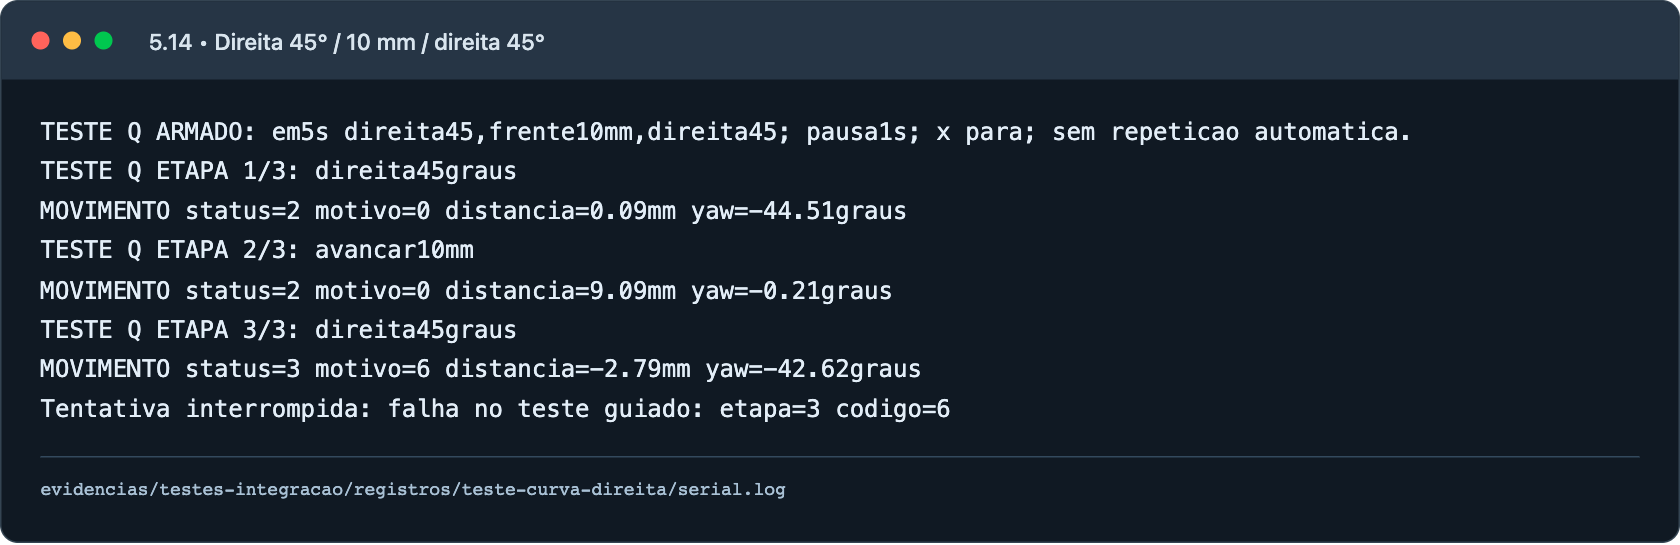 5.14 • Direita 45° / 10 mm / direita 45°
TESTE Q ARMADO: em5s direita45,frente10mm,direita45; pausa1s; x para; sem repeticao automatica.
TESTE Q ETAPA 1/3: direita45graus
MOVIMENTO status=2 motivo=0 distancia=0.09mm yaw=-44.51graus
TESTE Q ETAPA 2/3: avancar10mm
MOVIMENTO status=2 motivo=0 distancia=9.09mm yaw=-0.21graus
TESTE Q ETAPA 3/3: direita45graus
MOVIMENTO status=3 motivo=6 distancia=-2.79mm yaw=-42.62graus
Tentativa interrompida: falha no teste guiado: etapa=3 codigo=6
evidencias/testes-integracao/registros/teste-curva-direita/serial.log